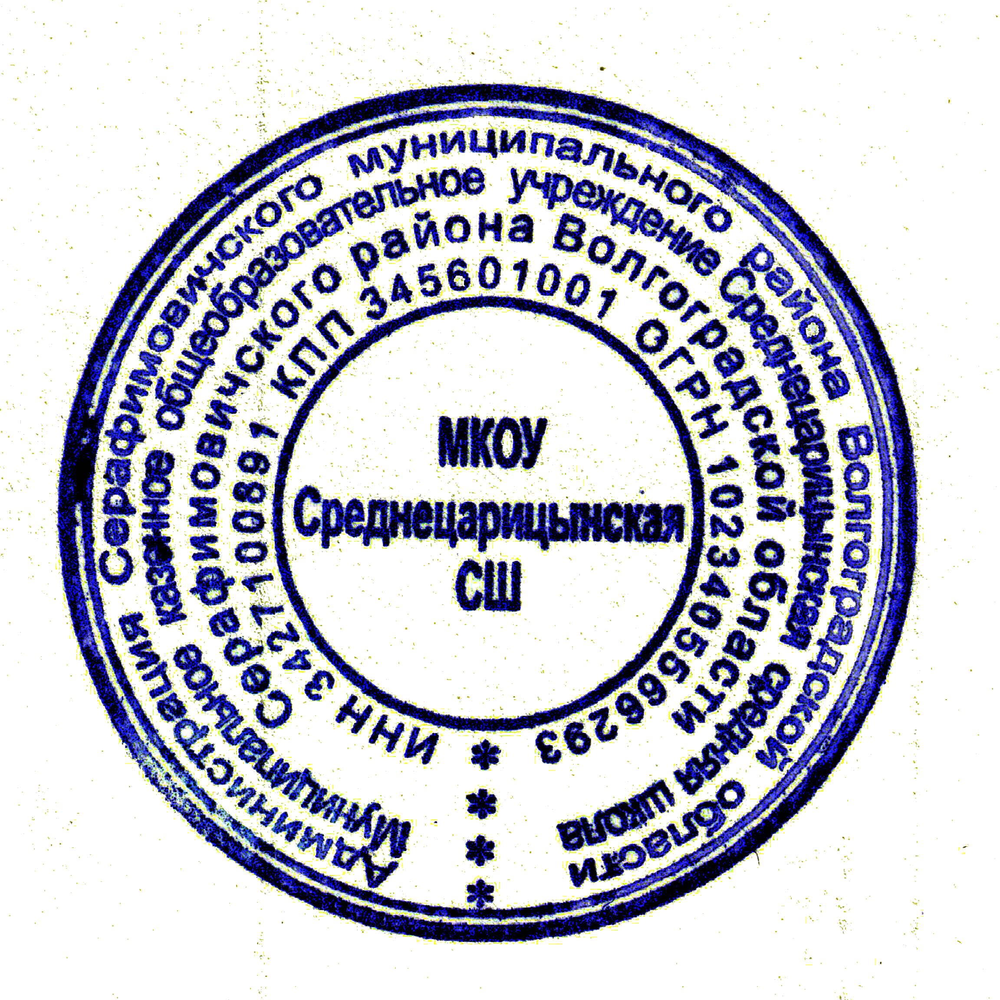 Администрация Серафимовичского муниципального района Волгоградской области
Муниципальное казенное общеобразовательное учреждение Среднецарицынская средняя школа
Серафимовичского района Волгоградской области
ИНН 3427100891 КПП 345601001 ОГРН 1023405566293
МКОУ
Среднецарицынская
СШ
*
*
*
*